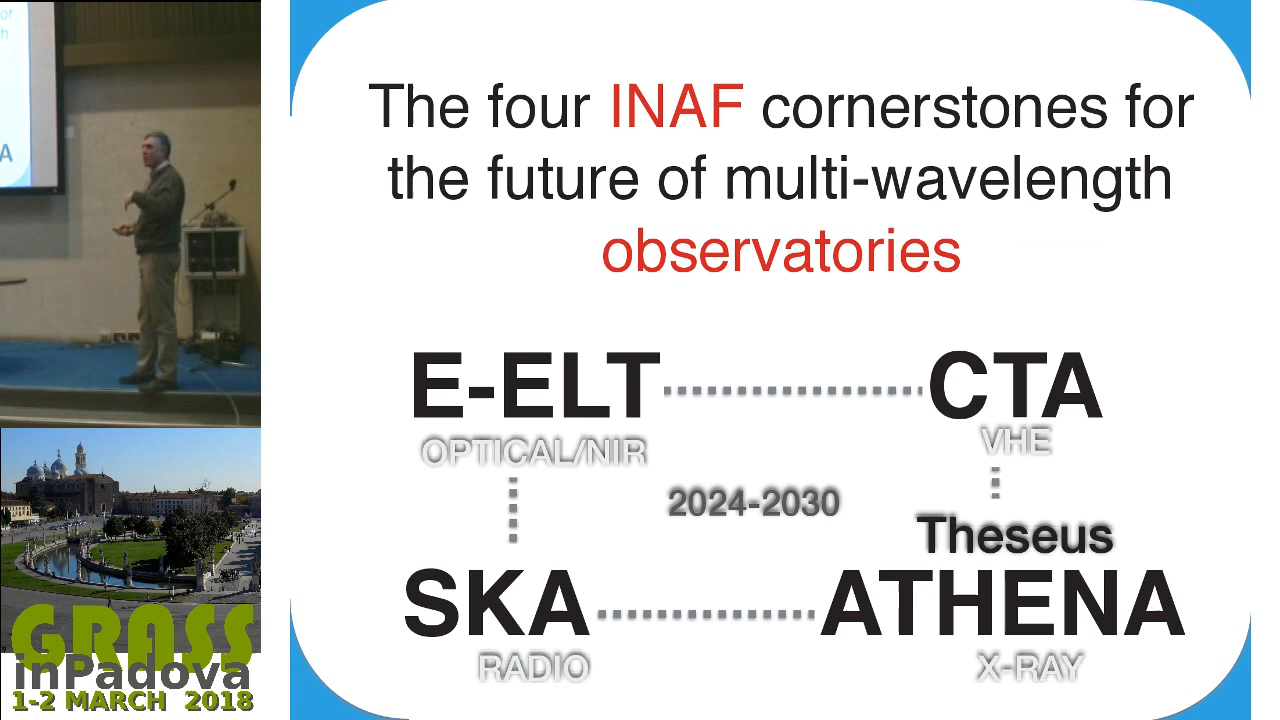 or
h
A
The four INAF cornerstones for
the future of multi-wavelength
observatories
E-ELT CTA
OPTICAL/NIR VHE
2024-2030
Theseus
SKA ATHENA
RADIO X-RAY
GRASS
inPadova
1-2 MARCH 2018